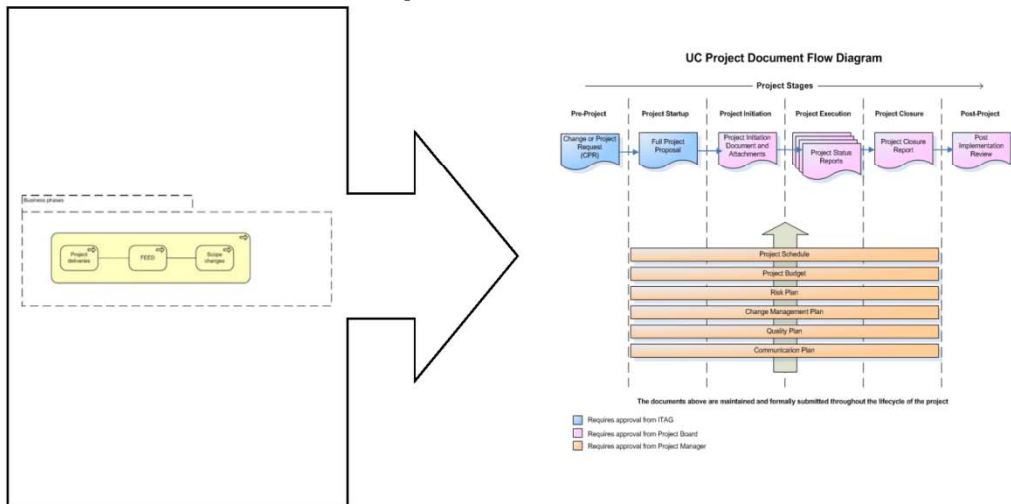 Business phases
Project
deliveries
FEED
Scope
changes
UC Project Document Flow Diagram
Project Stages
Pre-Project
Project Startup
Project Initiation
Project Execution
Project Closure
Post-Project
Change or Project
Request
(CPR)
Full Project
Proposal
Project Initiation
Document and
Attachments
Project Status
Reports
Project Closure
Report
Post
Implementation
Review
Project Schedule
Project Budget
Risk Plan
Change Management Plan
Quality Plan
Communication Plan
The documents above are maintained and formally submitted throughout the lifecycle of the project
Requires approval from ITAG
Requires approval from Project Board
Requires approval from Project Manager